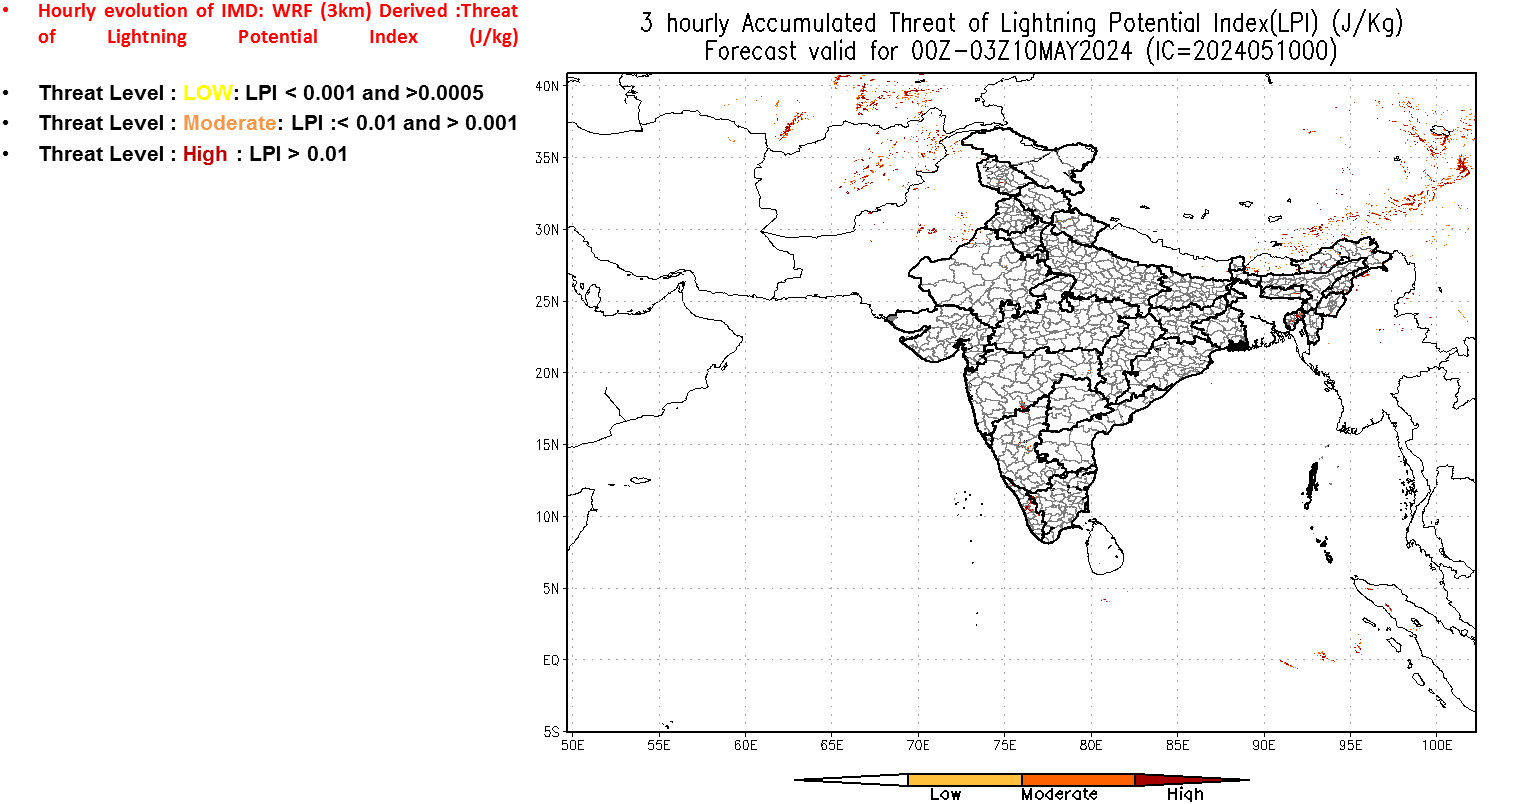 • Hourly evolution of IMD: WRF (3km) Derived :Threat
of Lightning Potential Index (J/kg)
• Threat Level : LOW: LPI < 0.001 and >0.0005
• Threat Level : Moderate: LPI :< 0.01 and > 0.001
• Threat Level : High : LPI > 0.01
3 hourly Accumulated Threat of Lightning Potential Index(LPI) (J/Kg)
Forecast valid for 00Z-03Z10MAY2024 (IC=2024051000)
40N
35N
30N
25N
20N
15N
10N
5N
EQ
5S
50E 55E 60E 65E 70E 75E 80E 85E 90E 95E 100E
Low Moderate High